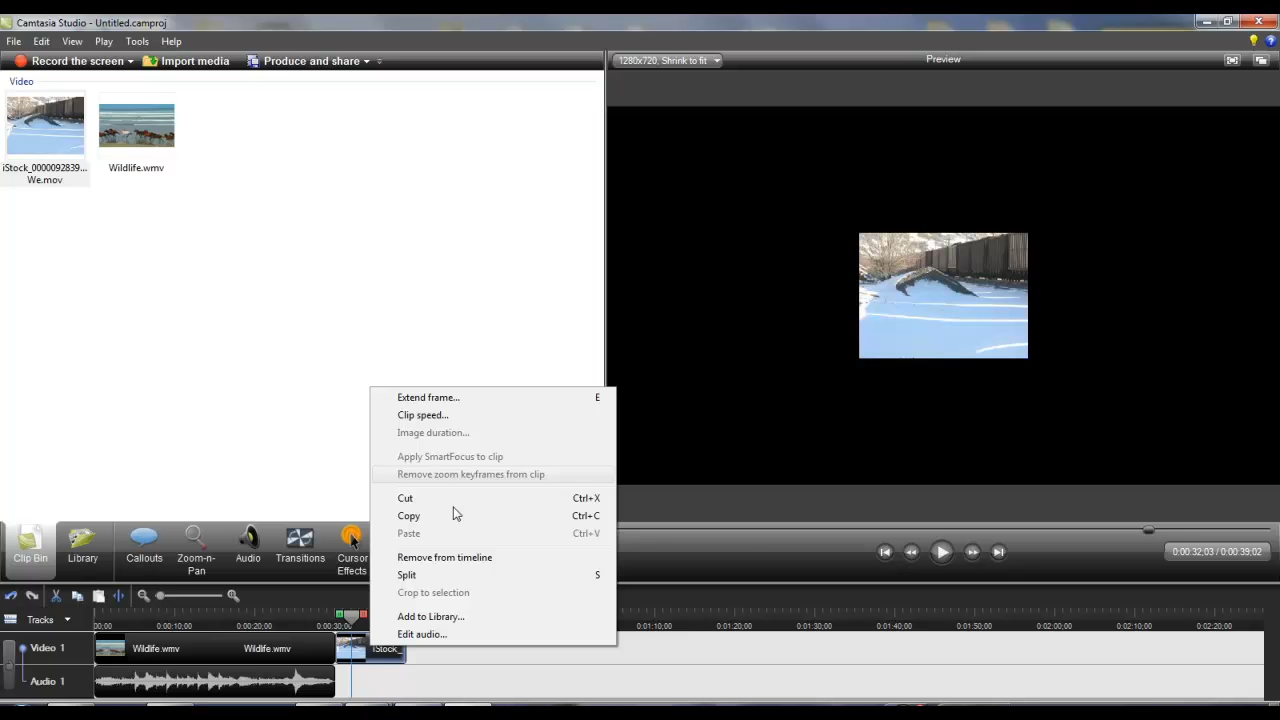 Camtasia Studio - Untitled.camproj
File Edit View Play Tools Help
Record the screen Import media Produce and share
1280x720, Shrink to fit Preview
Video
iStock_0000092839...
We.mov
Wildlife.wmv
Extend frame... E
Clip speed...
Image duration...
Apply SmartFocus to clip
Remove zoom keyframes from clip
Cut Ctrl+X
Copy Ctrl+C
Paste Ctrl+V
Remove from timeline
Split S
Crop to selection
Add to Library...
Edit audio...
Clip Bin Library Callouts Zoom-n-
Pan Audio Transitions Cursor
Effects
0:00:32,03 / 0:00:39,02
Tracks
00;00 0:00:10;00 0:00:20;00 0:00:30;00 0:01:10;00 0:01:20;00 0:01:30;00 0:01:40;00 0:01:50;00 0:02:00;00 0:02:10;00 0:02:20;00
Video 1 Wildlife.wmv Wildlife.wmv iStock_
Audio 1